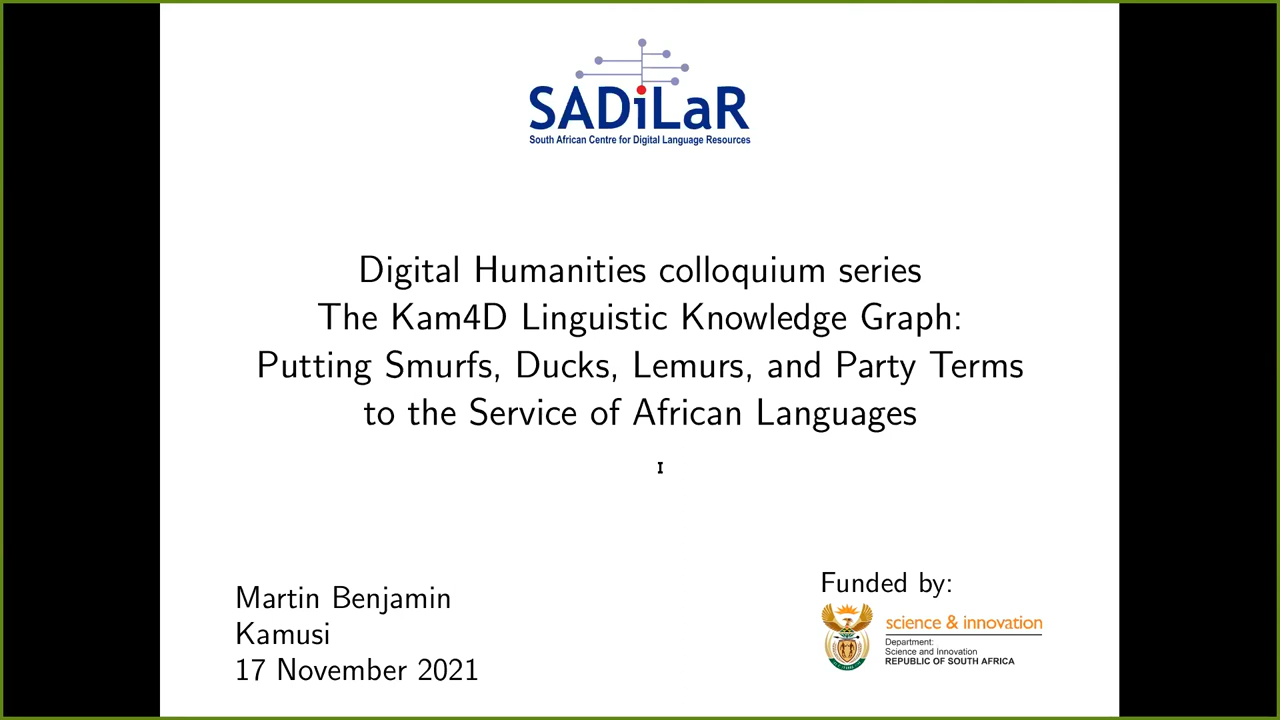 SADiLaR
South African Centre for Digital Language Resources
Digital Humanities colloquium series
The Kam4D Linguistic Knowledge Graph:
Putting Smurfs, Ducks, Lemurs, and Party Terms
to the Service of African Languages
Martin Benjamin
Kamusi
17 November 2021
Funded by:
science & innovation
Department:
Science and Innovation
REPUBLIC OF SOUTH AFRICA